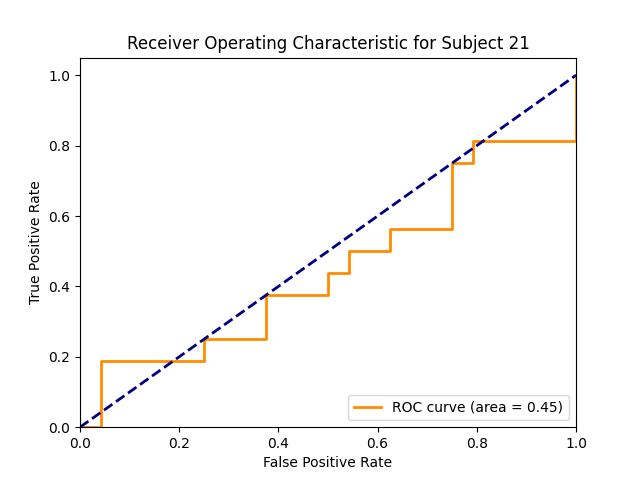 Receiver Operating Characteristic for Subject 21
True Positive Rate
1.0
0.8
0.6
0.4
0.2
0.0
ROC curve (area = 0.45)
0.0 0.2 0.4 0.6 0.8 1.0
False Positive Rate